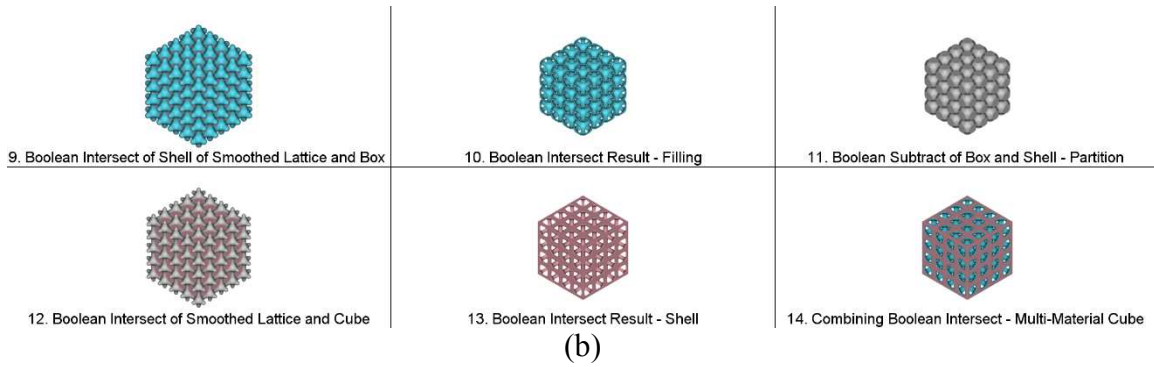 9. Boolean Intersect of Shell of Smoothed Lattice and Box
10. Boolean Intersect Result - Filling
11. Boolean Subtract of Box and Shell - Partition
12. Boolean Intersect of Smoothed Lattice and Cube
13. Boolean Intersect Result - Shell
14. Combining Boolean Intersect - Multi-Material Cube
(b)